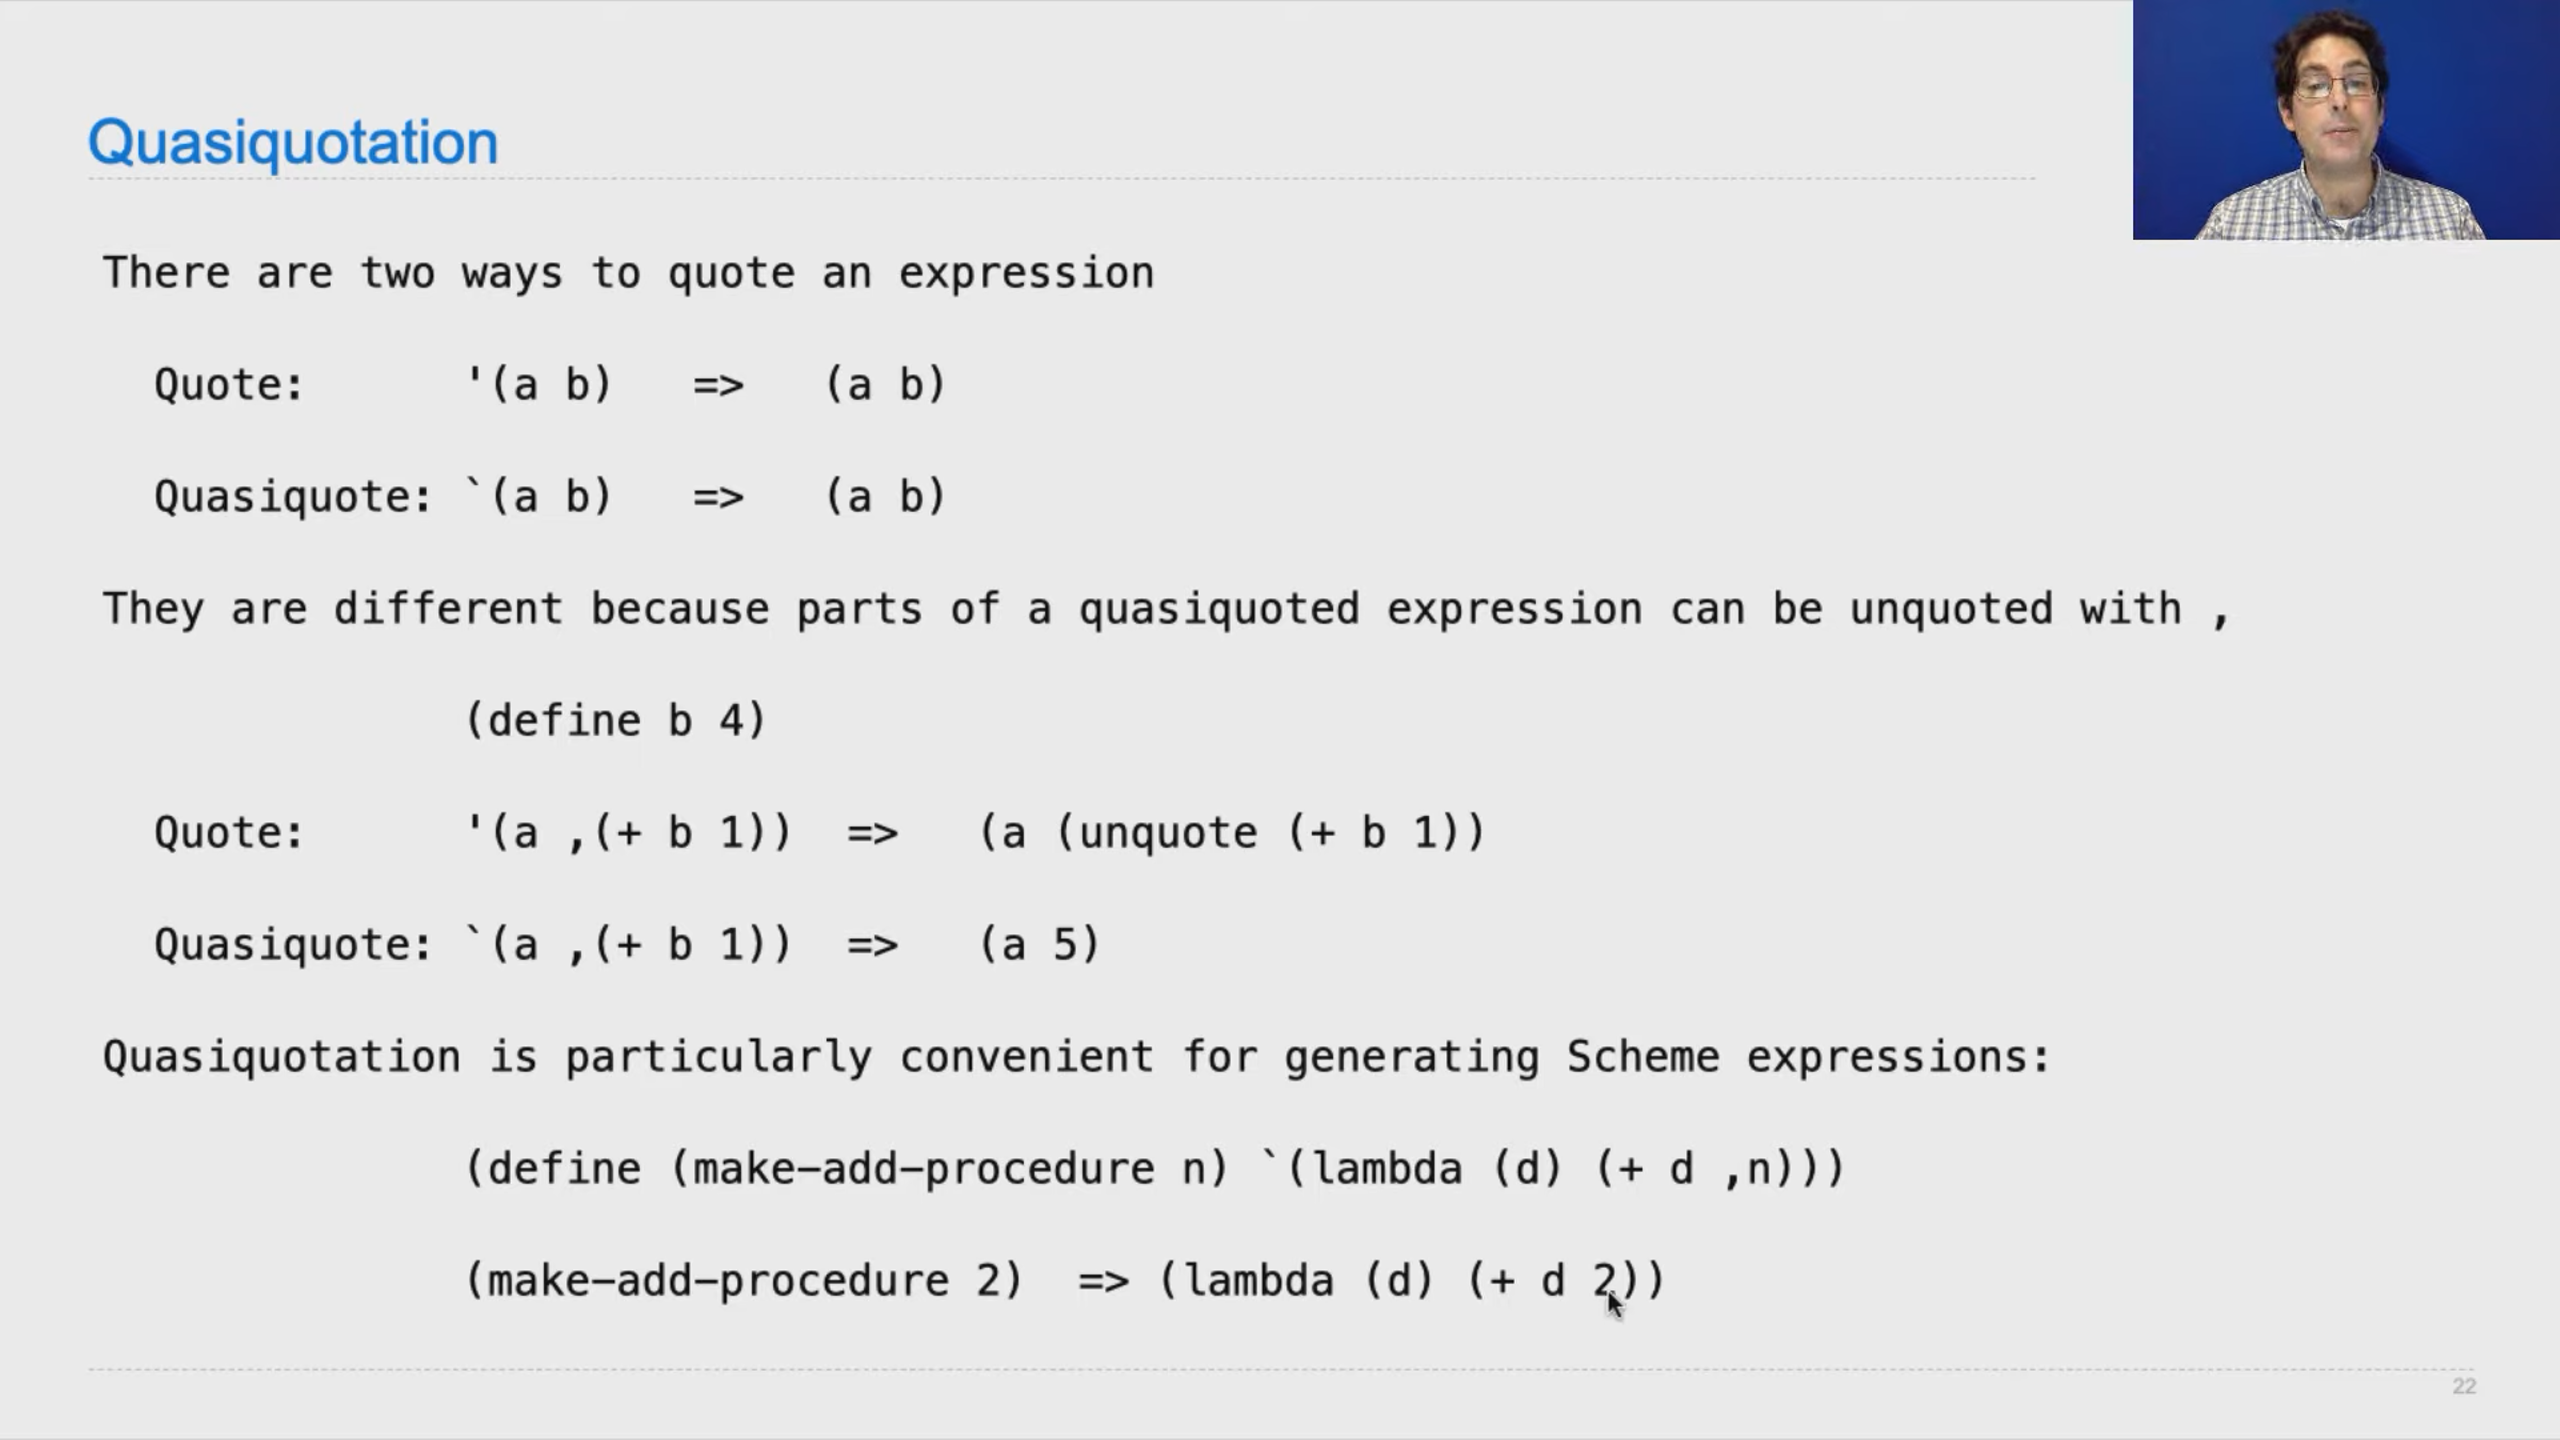 Quasiquotation
There are two ways to quote an expression
Quote: '(a b) => (a b)
Quasiquote: `(a b) => (a b)
They are different because parts of a quasiquoted expression can be unquoted with ,
(define b 4)
Quote: '(a ,(+ b 1)) => (a (unquote (+ b 1))
Quasiquote: `(a ,(+ b 1)) => (a 5)
Quasiquotation is particularly convenient for generating Scheme expressions:
(define (make-add-procedure n) `(lambda (d) (+ d ,n)))
(make-add-procedure 2) => (lambda (d) (+ d 2))
22